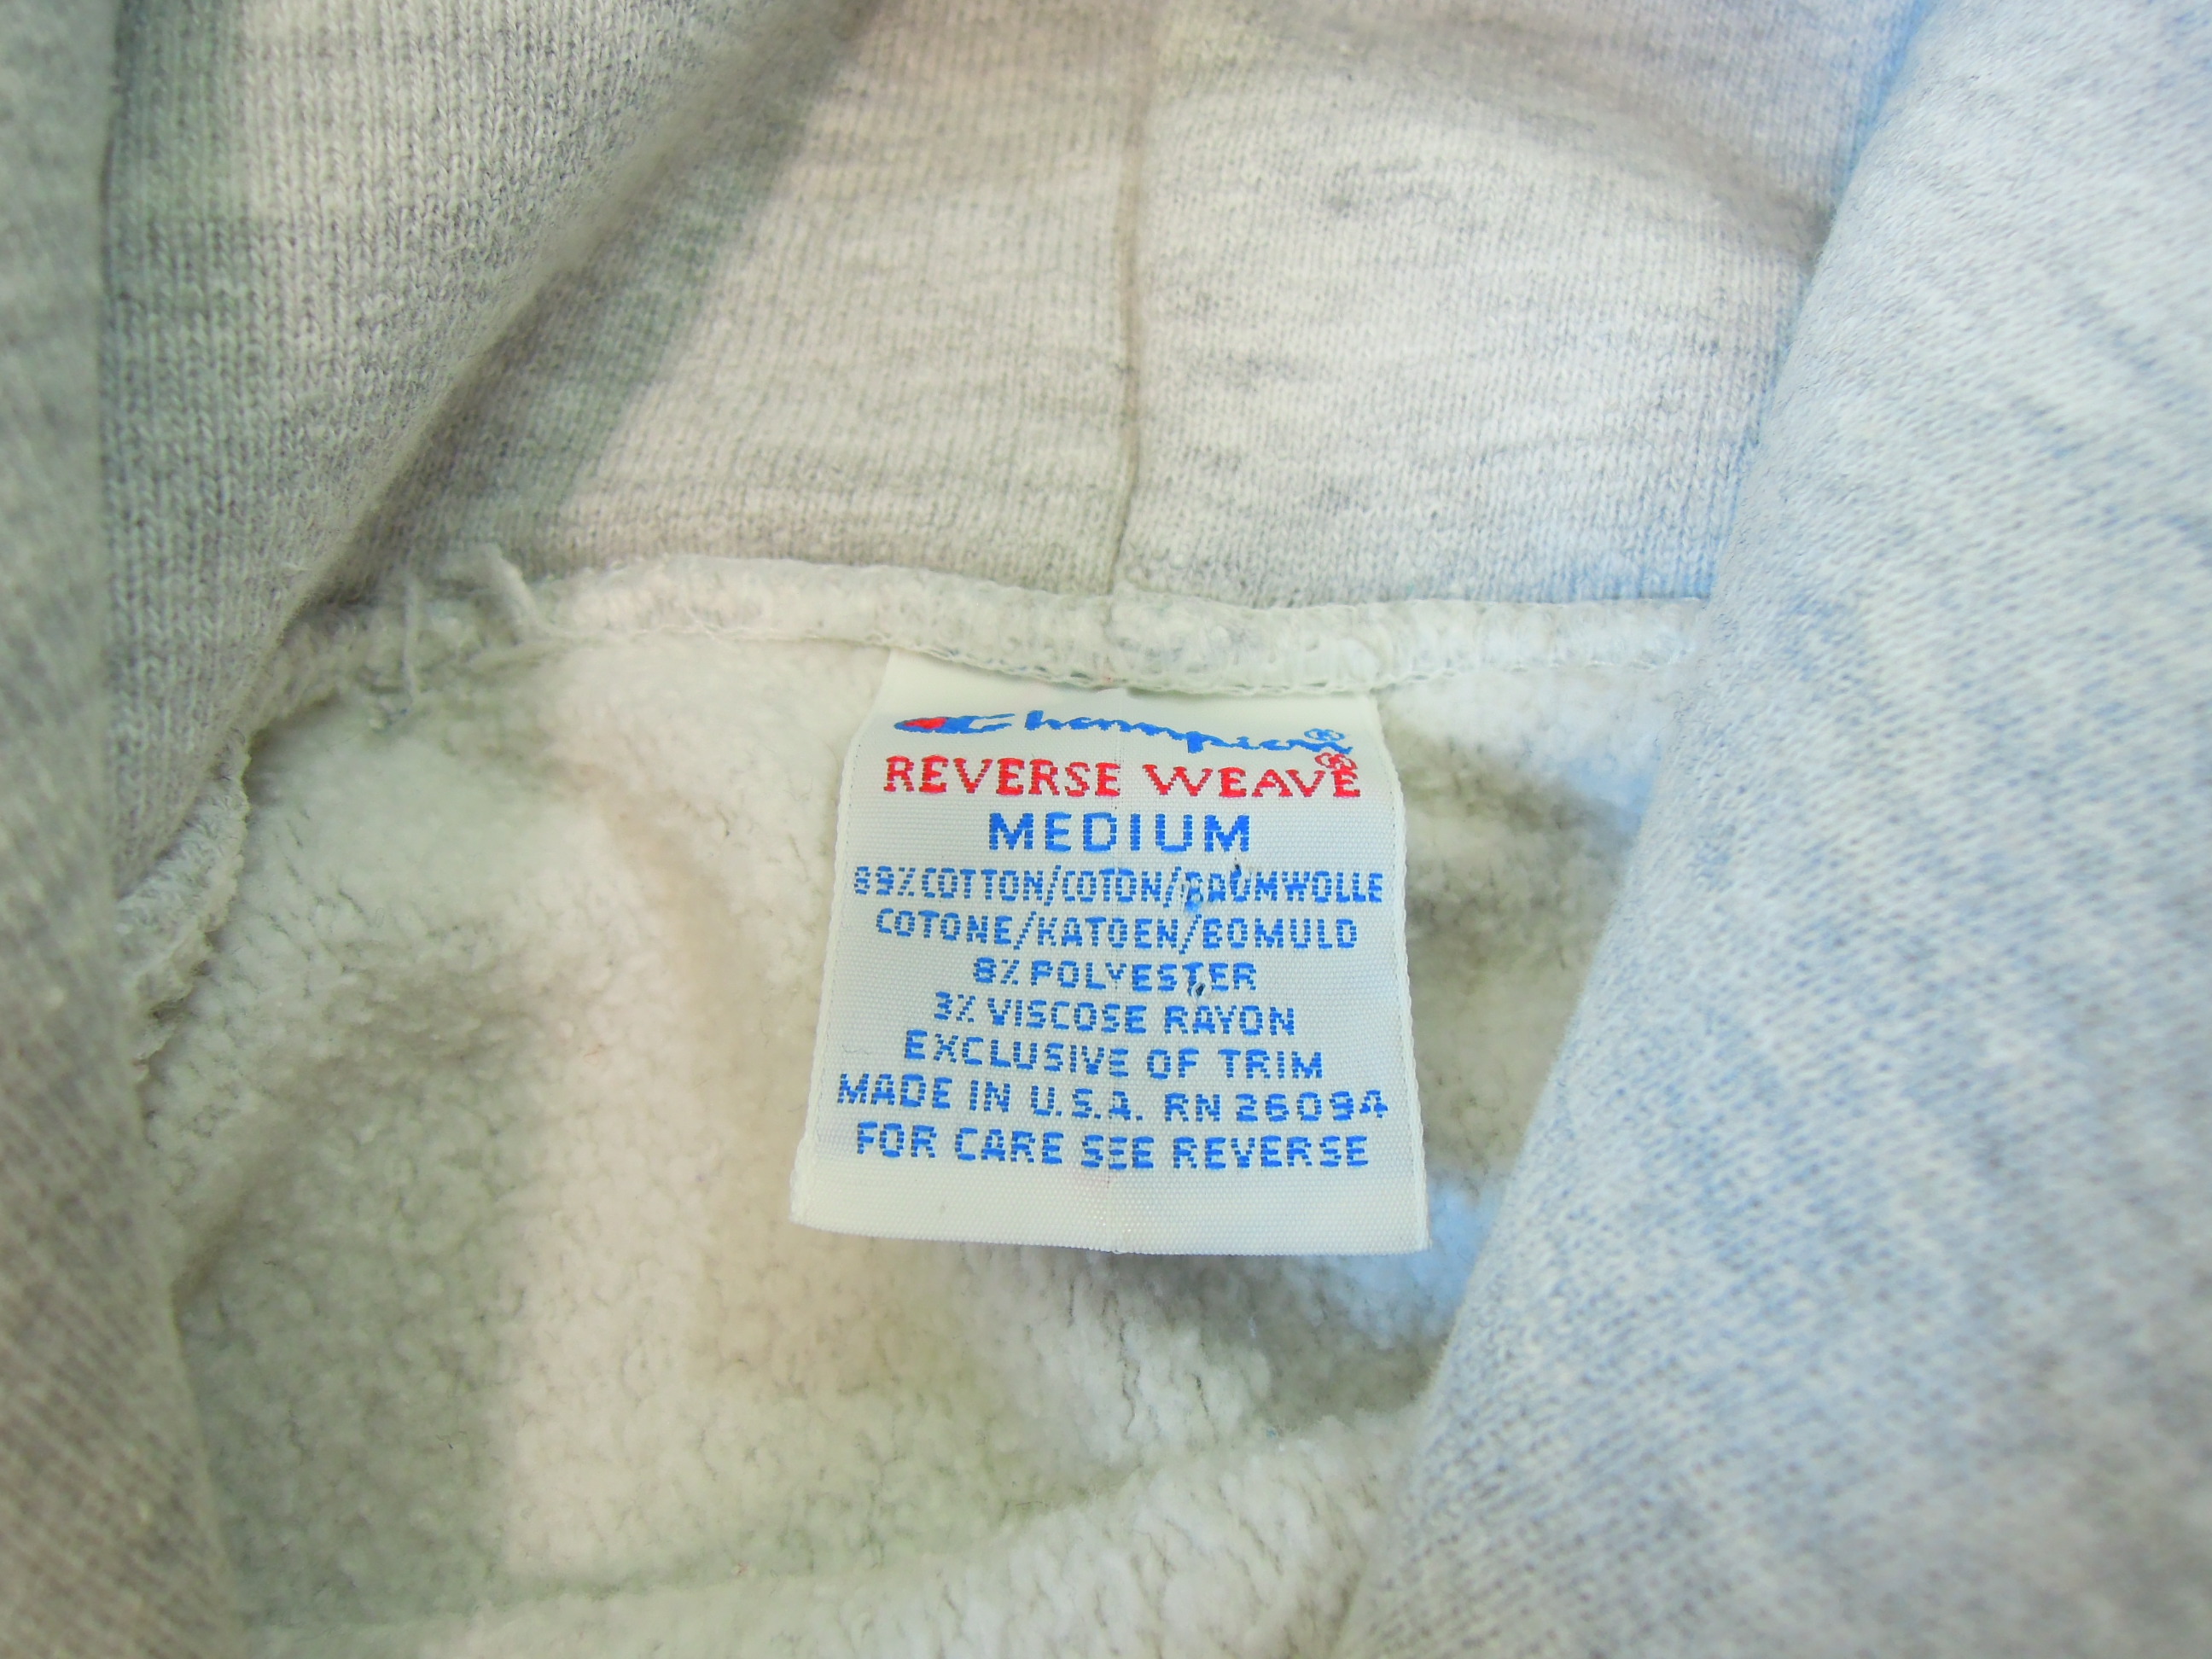 Champion®
REVERSE WEAVE®
MEDIUM
89% COTTON/COTON/BAUMWOLLE
COTONE/KATOEN/BOMULD
8% POLYESTER
3% VISCOSE RAYON
EXCLUSIVE OF TRIM
MADE IN U.S.A. RN 26094
FOR CARE SEE REVERSE